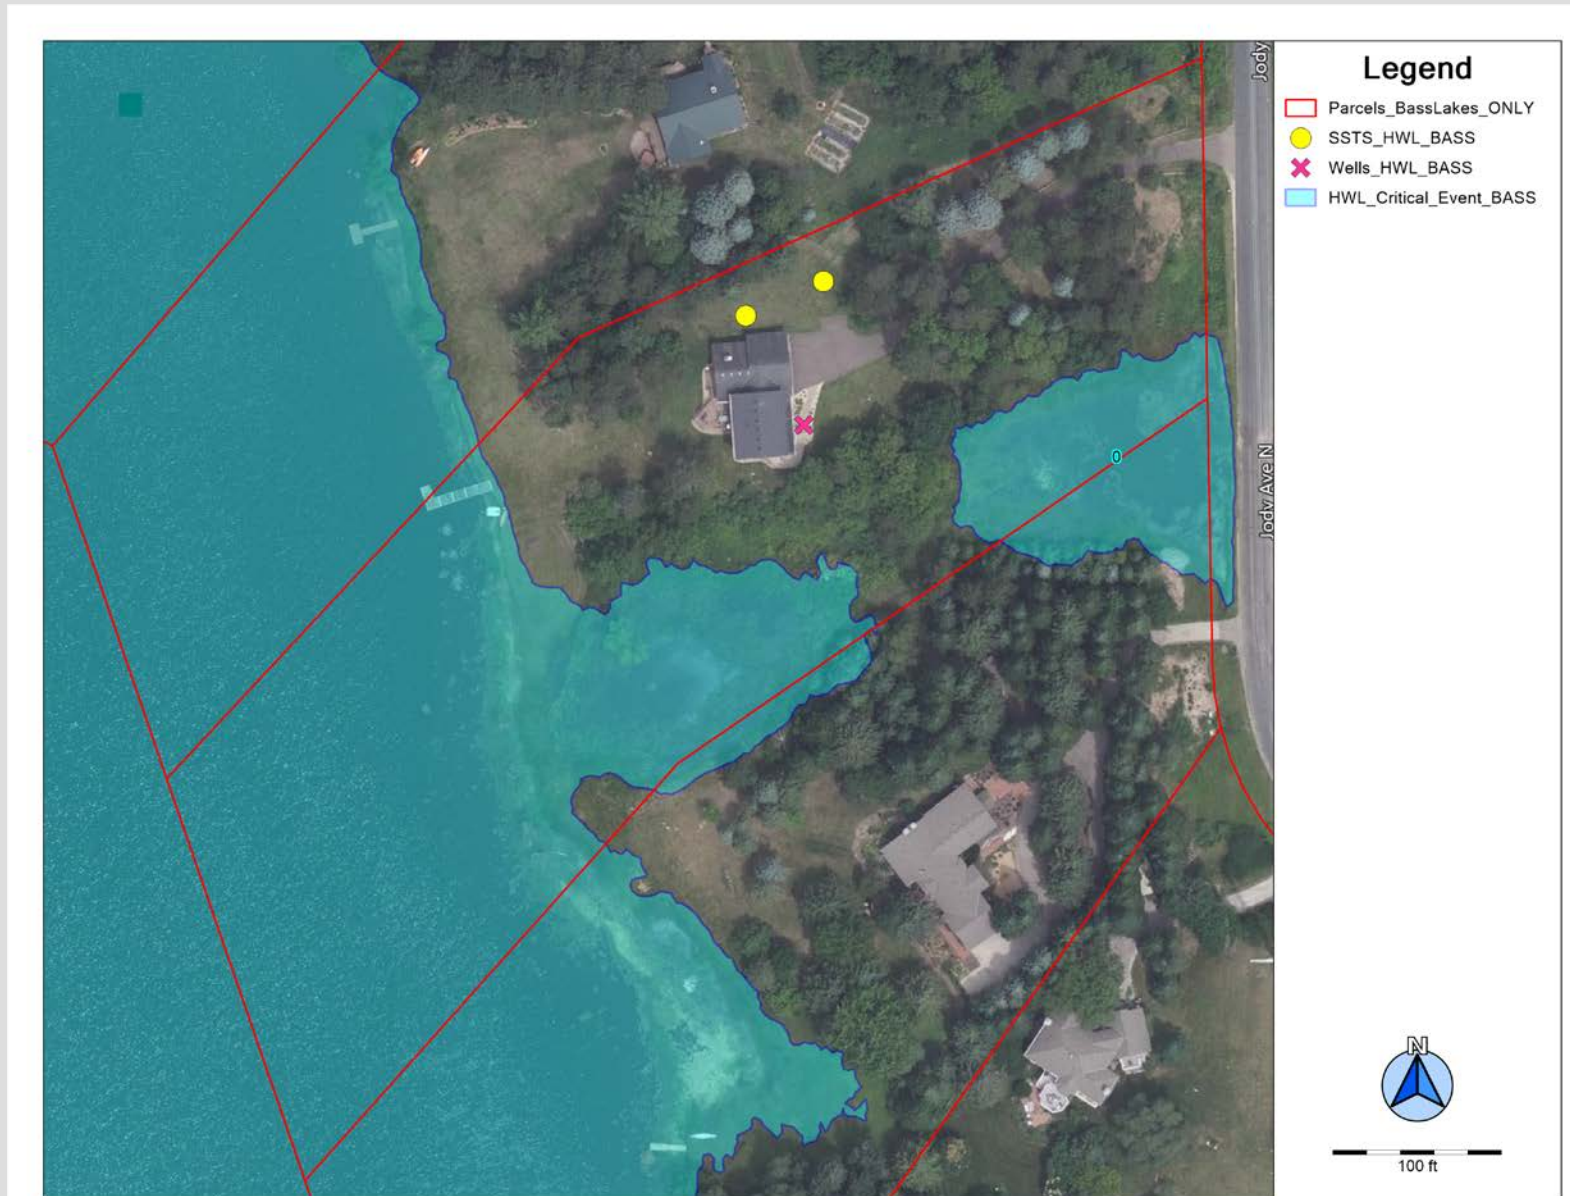 Jody
Legend
Parcels_BassLakes_ONLY
SSTS_HWL_BASS
Wells_HWL_BASS
HWL_Critical_Event_BASS
0
Jody Ave N
N
100 ft